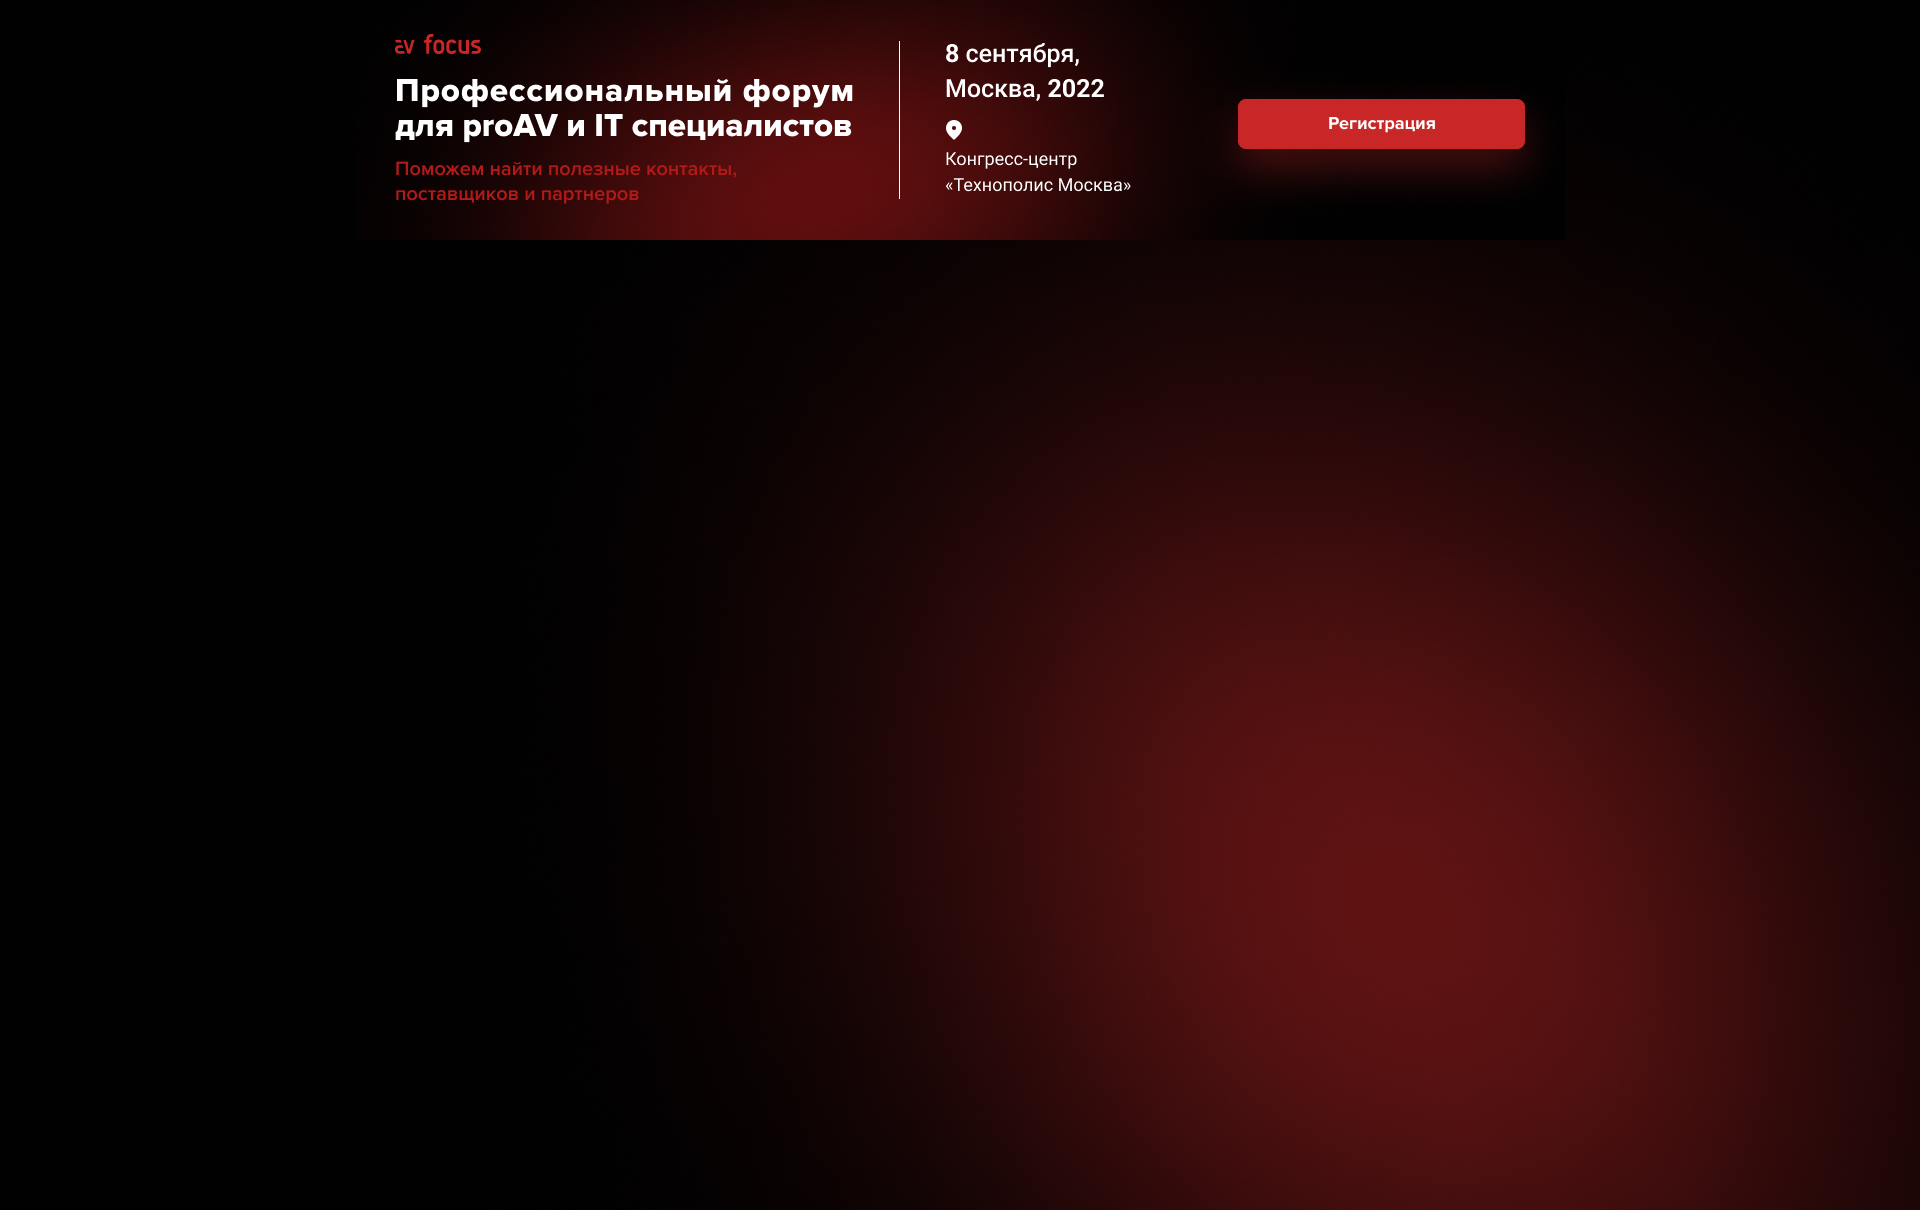 av focus
Профессиональный форум
для proAV и IT специалистов
Поможем найти полезные контакты,
поставщиков и партнеров
8 сентября,
Москва, 2022
Конгресс-центр
«Технополис Москва»
Регистрация